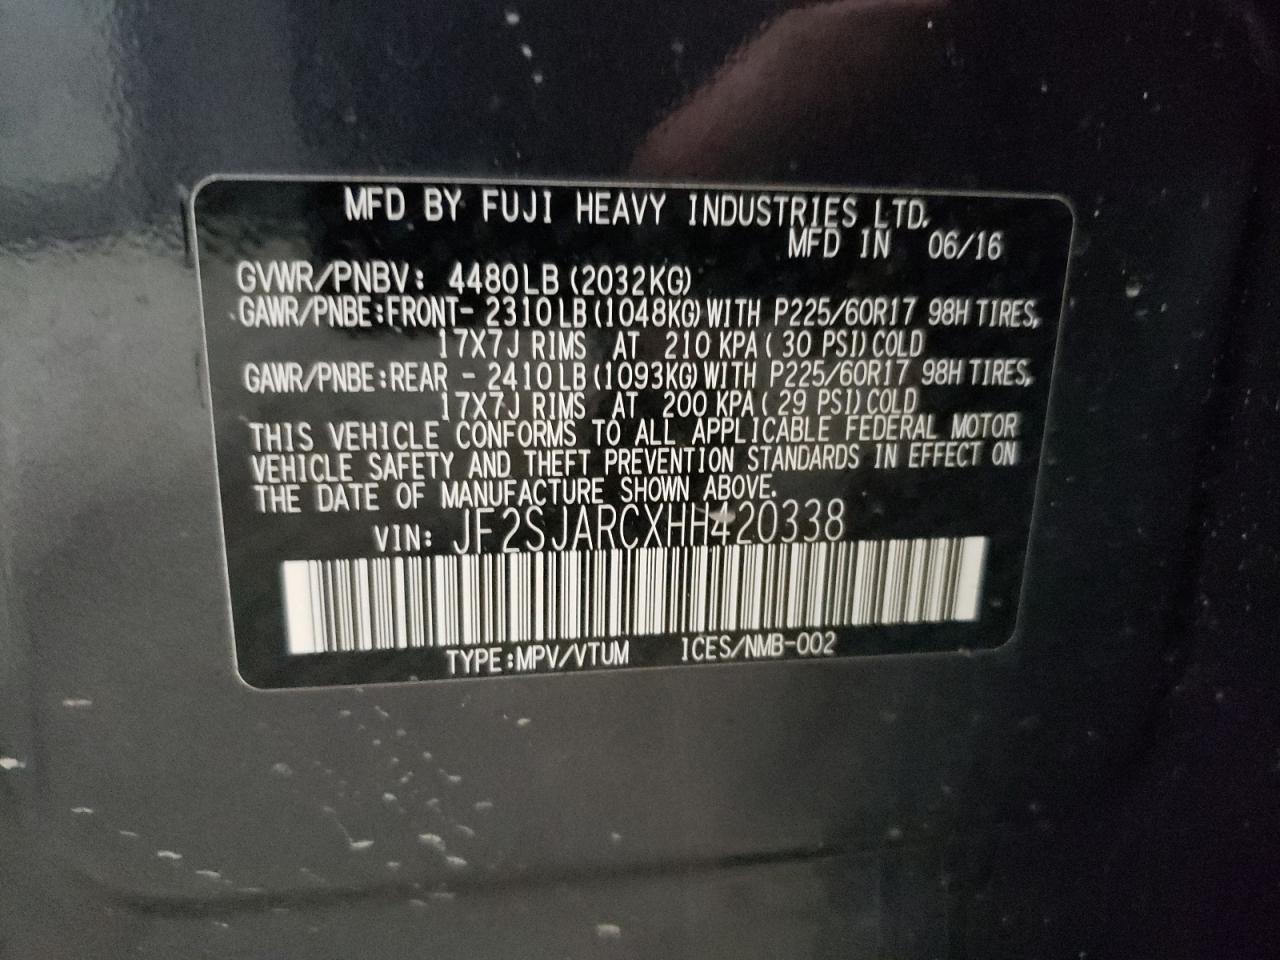 MFD BY FUJI HEAVY INDUSTRIES LTD.
MFD IN 06/16
GVWR/PNBV: 4480LB (2032KG)
GAWR/PNBE:FRONT- 2310LB(1048KG)WITH P225/60R17 98H TIRES,
17X7J RIMS AT 210 KPA( 30 PSI)COLD
GAWR/PNBE:REAR - 2410LB(1093KG)WITH P225/60R17 98H TIRES,
17X7J RIMS AT 200 KPA( 29 PSI)COLD
THIS VEHICLE CONFORMS TO ALL APPLICABLE FEDERAL MOTOR
VEHICLE SAFETY AND THEFT PREVENTION STANDARDS IN EFFECT ON
THE DATE OF MANUFACTURE SHOWN ABOVE.
VIN: JF2SJARCXHH420338
TYPE:MPV/VTUM ICES/NMB-002